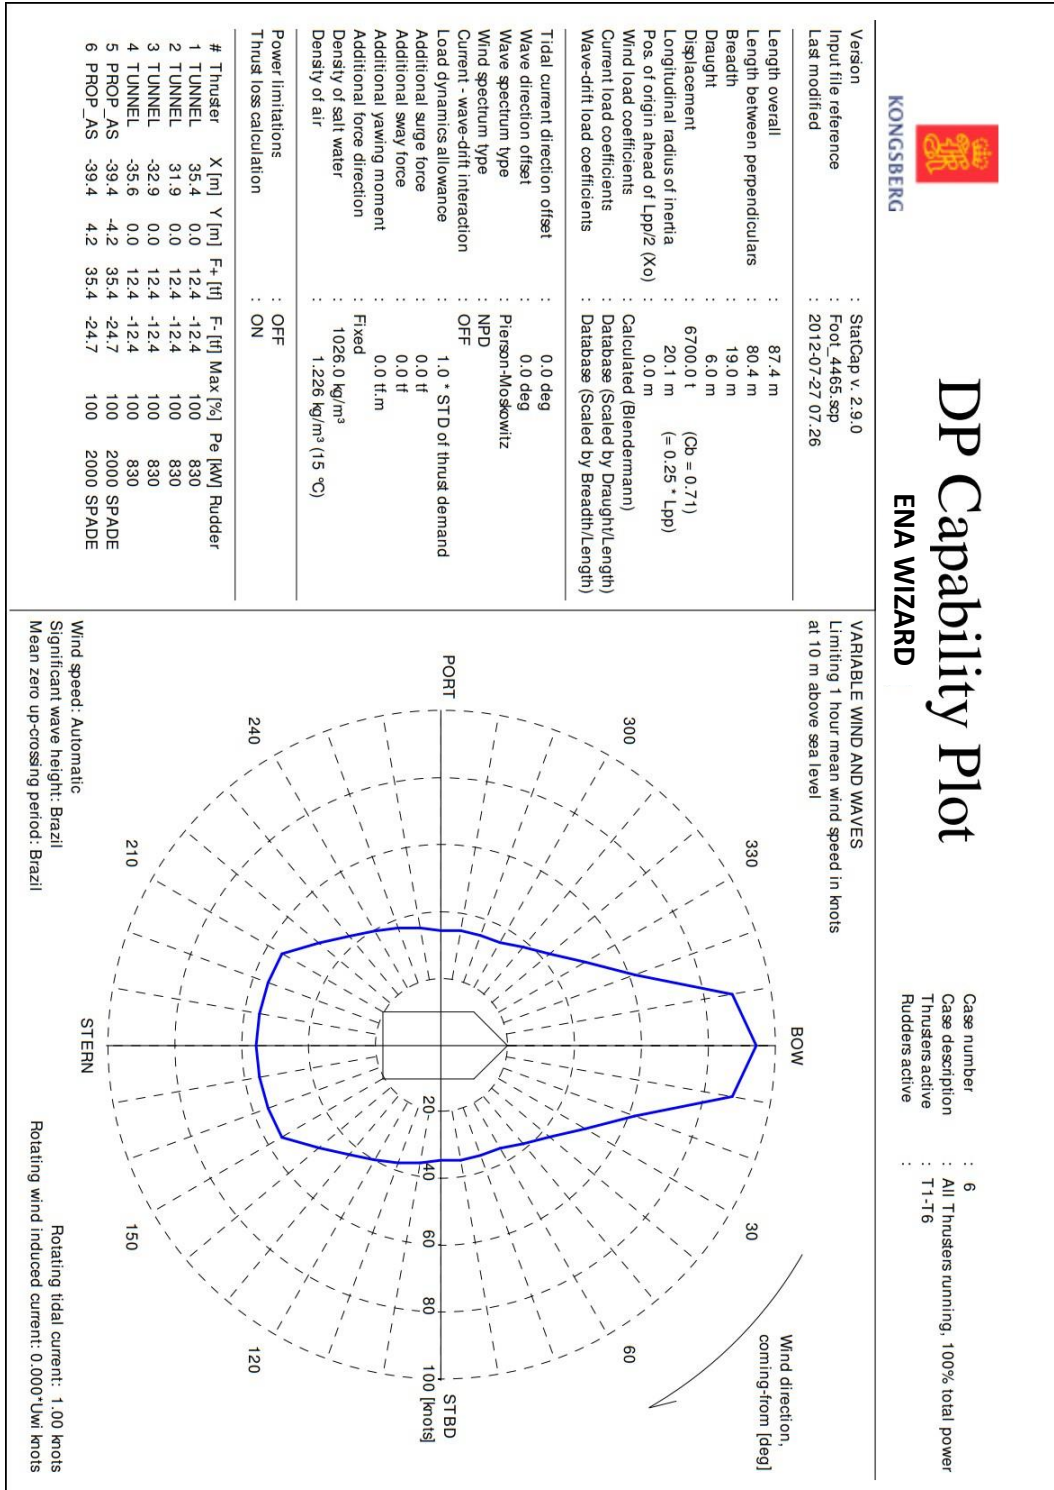 KONGSBERG
DP Capability Plot
ENA WIZARD
Version : StatCap v. 2.9.0
Input file reference : Foot_4465.scp
Last modified : 2012-07-27 07.26
Length overall : 87.4 m
Length between perpendiculars : 80.4 m
Breadth : 19.0 m
Draught : 6.0 m
Displacement : 6700.0 t (Cb = 0.71)
Longitudinal radius of inertia : 20.1 m (= 0.25 * Lpp)
Pos. of origin ahead of Lpp/2 (Xo) : 0.0 m
Wind load coefficients : Calculated (Blendermann)
Current load coefficients : Database (Scaled by Draught/Length)
Wave-drift load coefficients : Database (Scaled by Breadth/Length)
Tidal current direction offset : 0.0 deg
Wave direction offset : 0.0 deg
Wave spectrum type : Pierson-Moskowitz
Wind spectrum type : NPD
Current - wave-drift interaction : OFF
Load dynamics allowance : 1.0 * STD of thrust demand
Additional surge force : 0.0 tf
Additional sway force : 0.0 tf
Additional yawing moment : 0.0 tf.m
Additional force direction : Fixed
Density of salt water : 1026.0 kg/m³
Density of air : 1.226 kg/m³ (15 ºC)
Power limitations : OFF
Thrust loss calculation : ON
# Thruster X [m] Y [m] F+ [tf] F- [tf] Max [%] Pe [kW] Rudder
1 TUNNEL 35.4 0.0 12.4 -12.4 100 830
2 TUNNEL 31.9 0.0 12.4 -12.4 100 830
3 TUNNEL -32.9 0.0 12.4 -12.4 100 830
4 TUNNEL -35.6 0.0 12.4 -12.4 100 830
5 PROP_AS -39.4 -4.2 35.4 -24.7 100 2000 SPADE
6 PROP_AS -39.4 4.2 35.4 -24.7 100 2000 SPADE
VARIABLE WIND AND WAVES
Limiting 1 hour mean wind speed in knots
at 10 m above sea level
Case number : 6
Case description : All Thrusters running, 100% total power
Thrusters active : T1-T6
Rudders active :
Wind direction,
coming-from [deg]
BOW
330
30
300
60
PORT
STBD
20
40
60
80
100 [knots]
240
120
210
150
STERN
Wind speed: Automatic
Significant wave height: Brazil
Mean zero up-crossing period: Brazil
Rotating tidal current: 1.00 knots
Rotating wind induced current: 0.000*Uwi knots